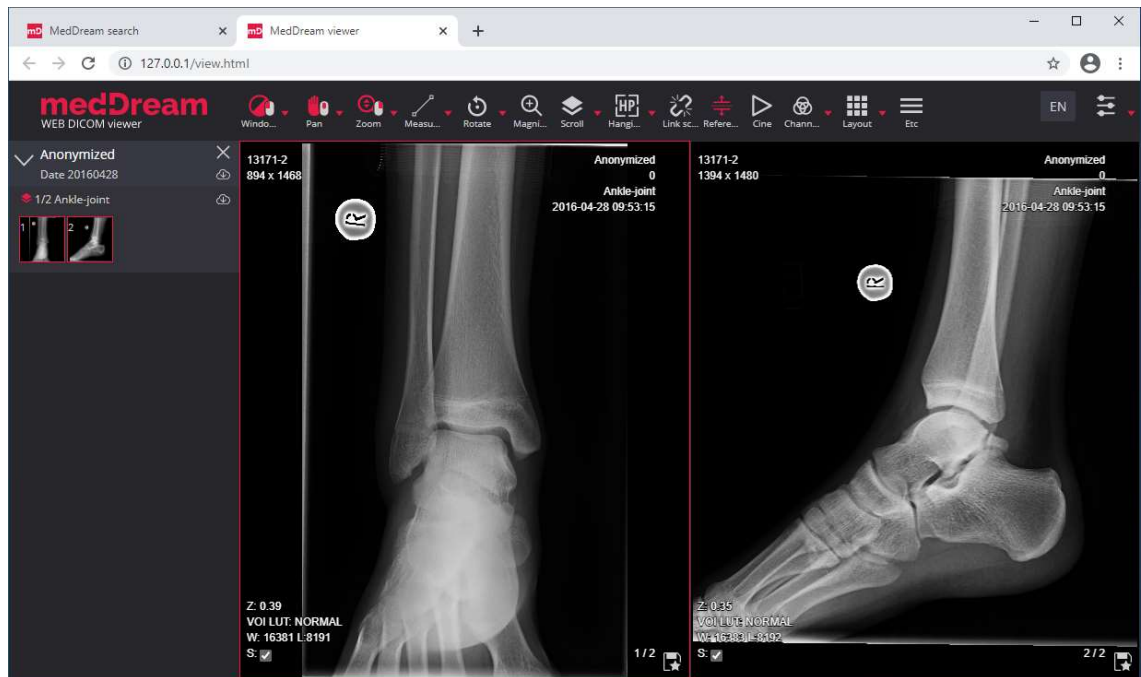 MedDream search
MedDream viewer
127.0.0.1/view.html
medDream
WEB DICOM viewer
Windo...
Pan
Zoom
Measu...
Rotate
Magni...
Scroll
HP
Hangi...
Link sc...
Refere...
Cine
Chann...
Layout
Etc
EN
Anonymized
Date 20160428
1/2 Ankle-joint
1
2
13171-2
894 x 1468
Anonymized
0
Ankle-joint
2016-04-28 09:53:15
R
Z: 0.39
VOI LUT: NORMAL
W: 16381 L:8191
S:
1/2
13171-2
1394 x 1480
Anonymized
0
Ankle-joint
2016-04-28 09:53:15
R
Z: 0.35
VOI LUT: NORMAL
W: 16383 L:8192
S:
2/2